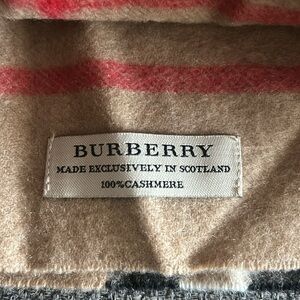 BURBERRY
MADE EXCLUSIVELY IN SCOTLAND
100%CASHMERE